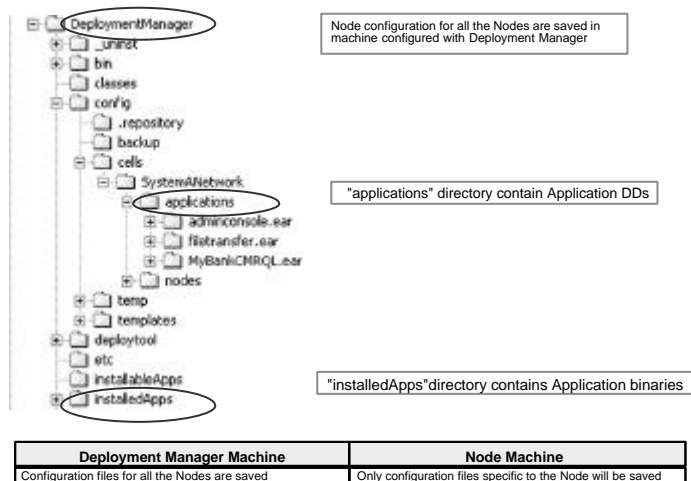 DeploymentManager
Node configuration for all the Nodes are saved in
machine configured with Deployment Manager
_uninst
bin
classes
config
.repository
backup
cells
SystemANetwork
"applications" directory contain Application DDs
applications
adminconsole.ear
filetransfer.ear
MyBankCMRQL.ear
nodes
temp
templates
deploytool
etc
installableApps
"installedApps"directory contains Application binaries
installedApps
Deployment Manager Machine
Node Machine
Configuration files for all the Nodes are saved
Only configuration files specific to the Node will be saved